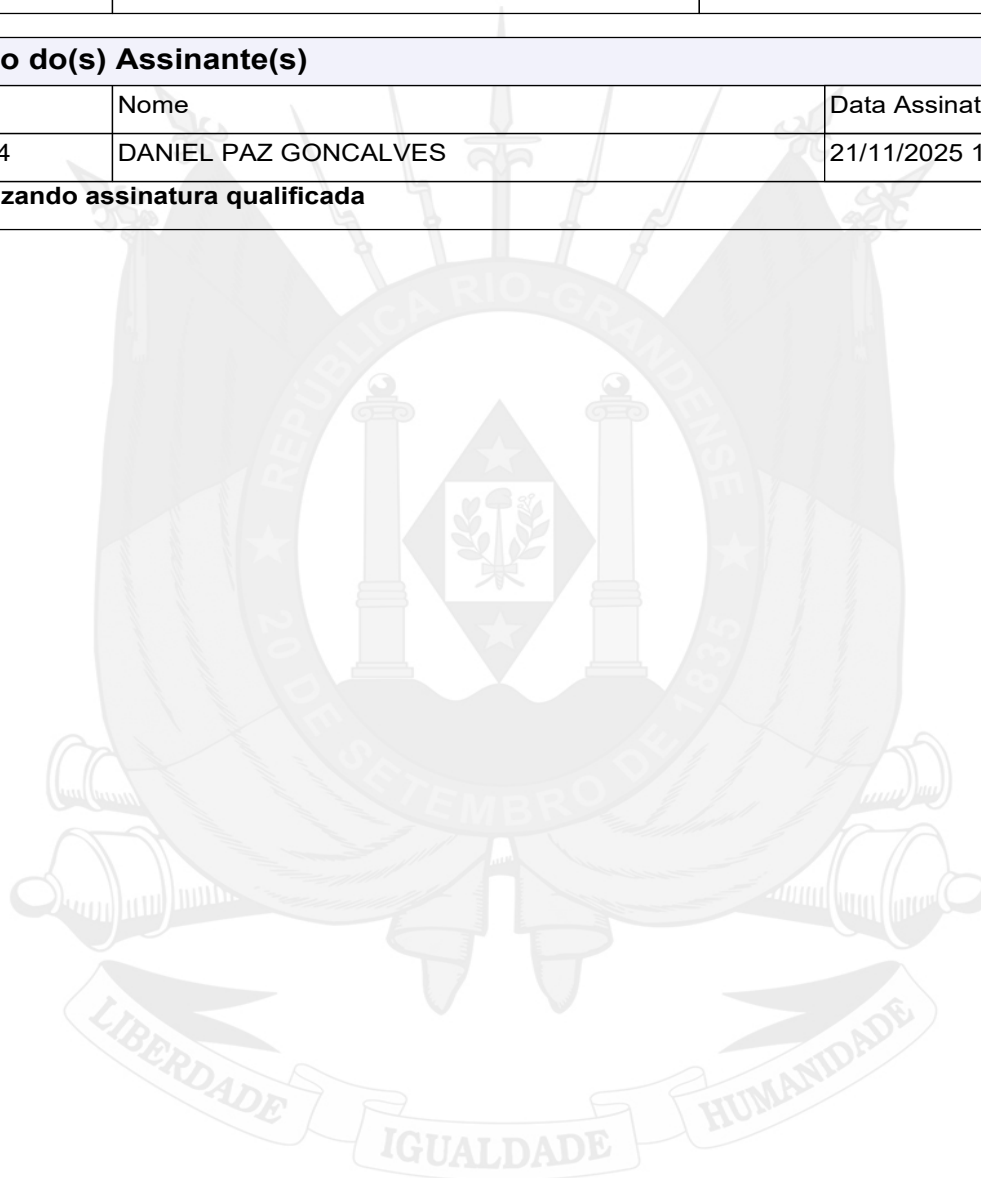 o do(s) Assinante(s)
Nome Data Assinat
4 DANIEL PAZ GONCALVES 21/11/2025 1
zando assinatura qualificada
REPÚBLICA RIO-GRANDENSE
20 DE SETEMBRO DE 1835
LIBERDADE IGUALDADE HUMANIDADE